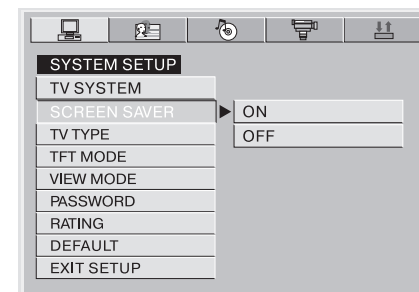 SYSTEM SETUP
TV SYSTEM
SCREEN SAVER
ON
TV TYPE
OFF
TFT MODE
VIEW MODE
PASSWORD
RATING
DEFAULT
EXIT SETUP